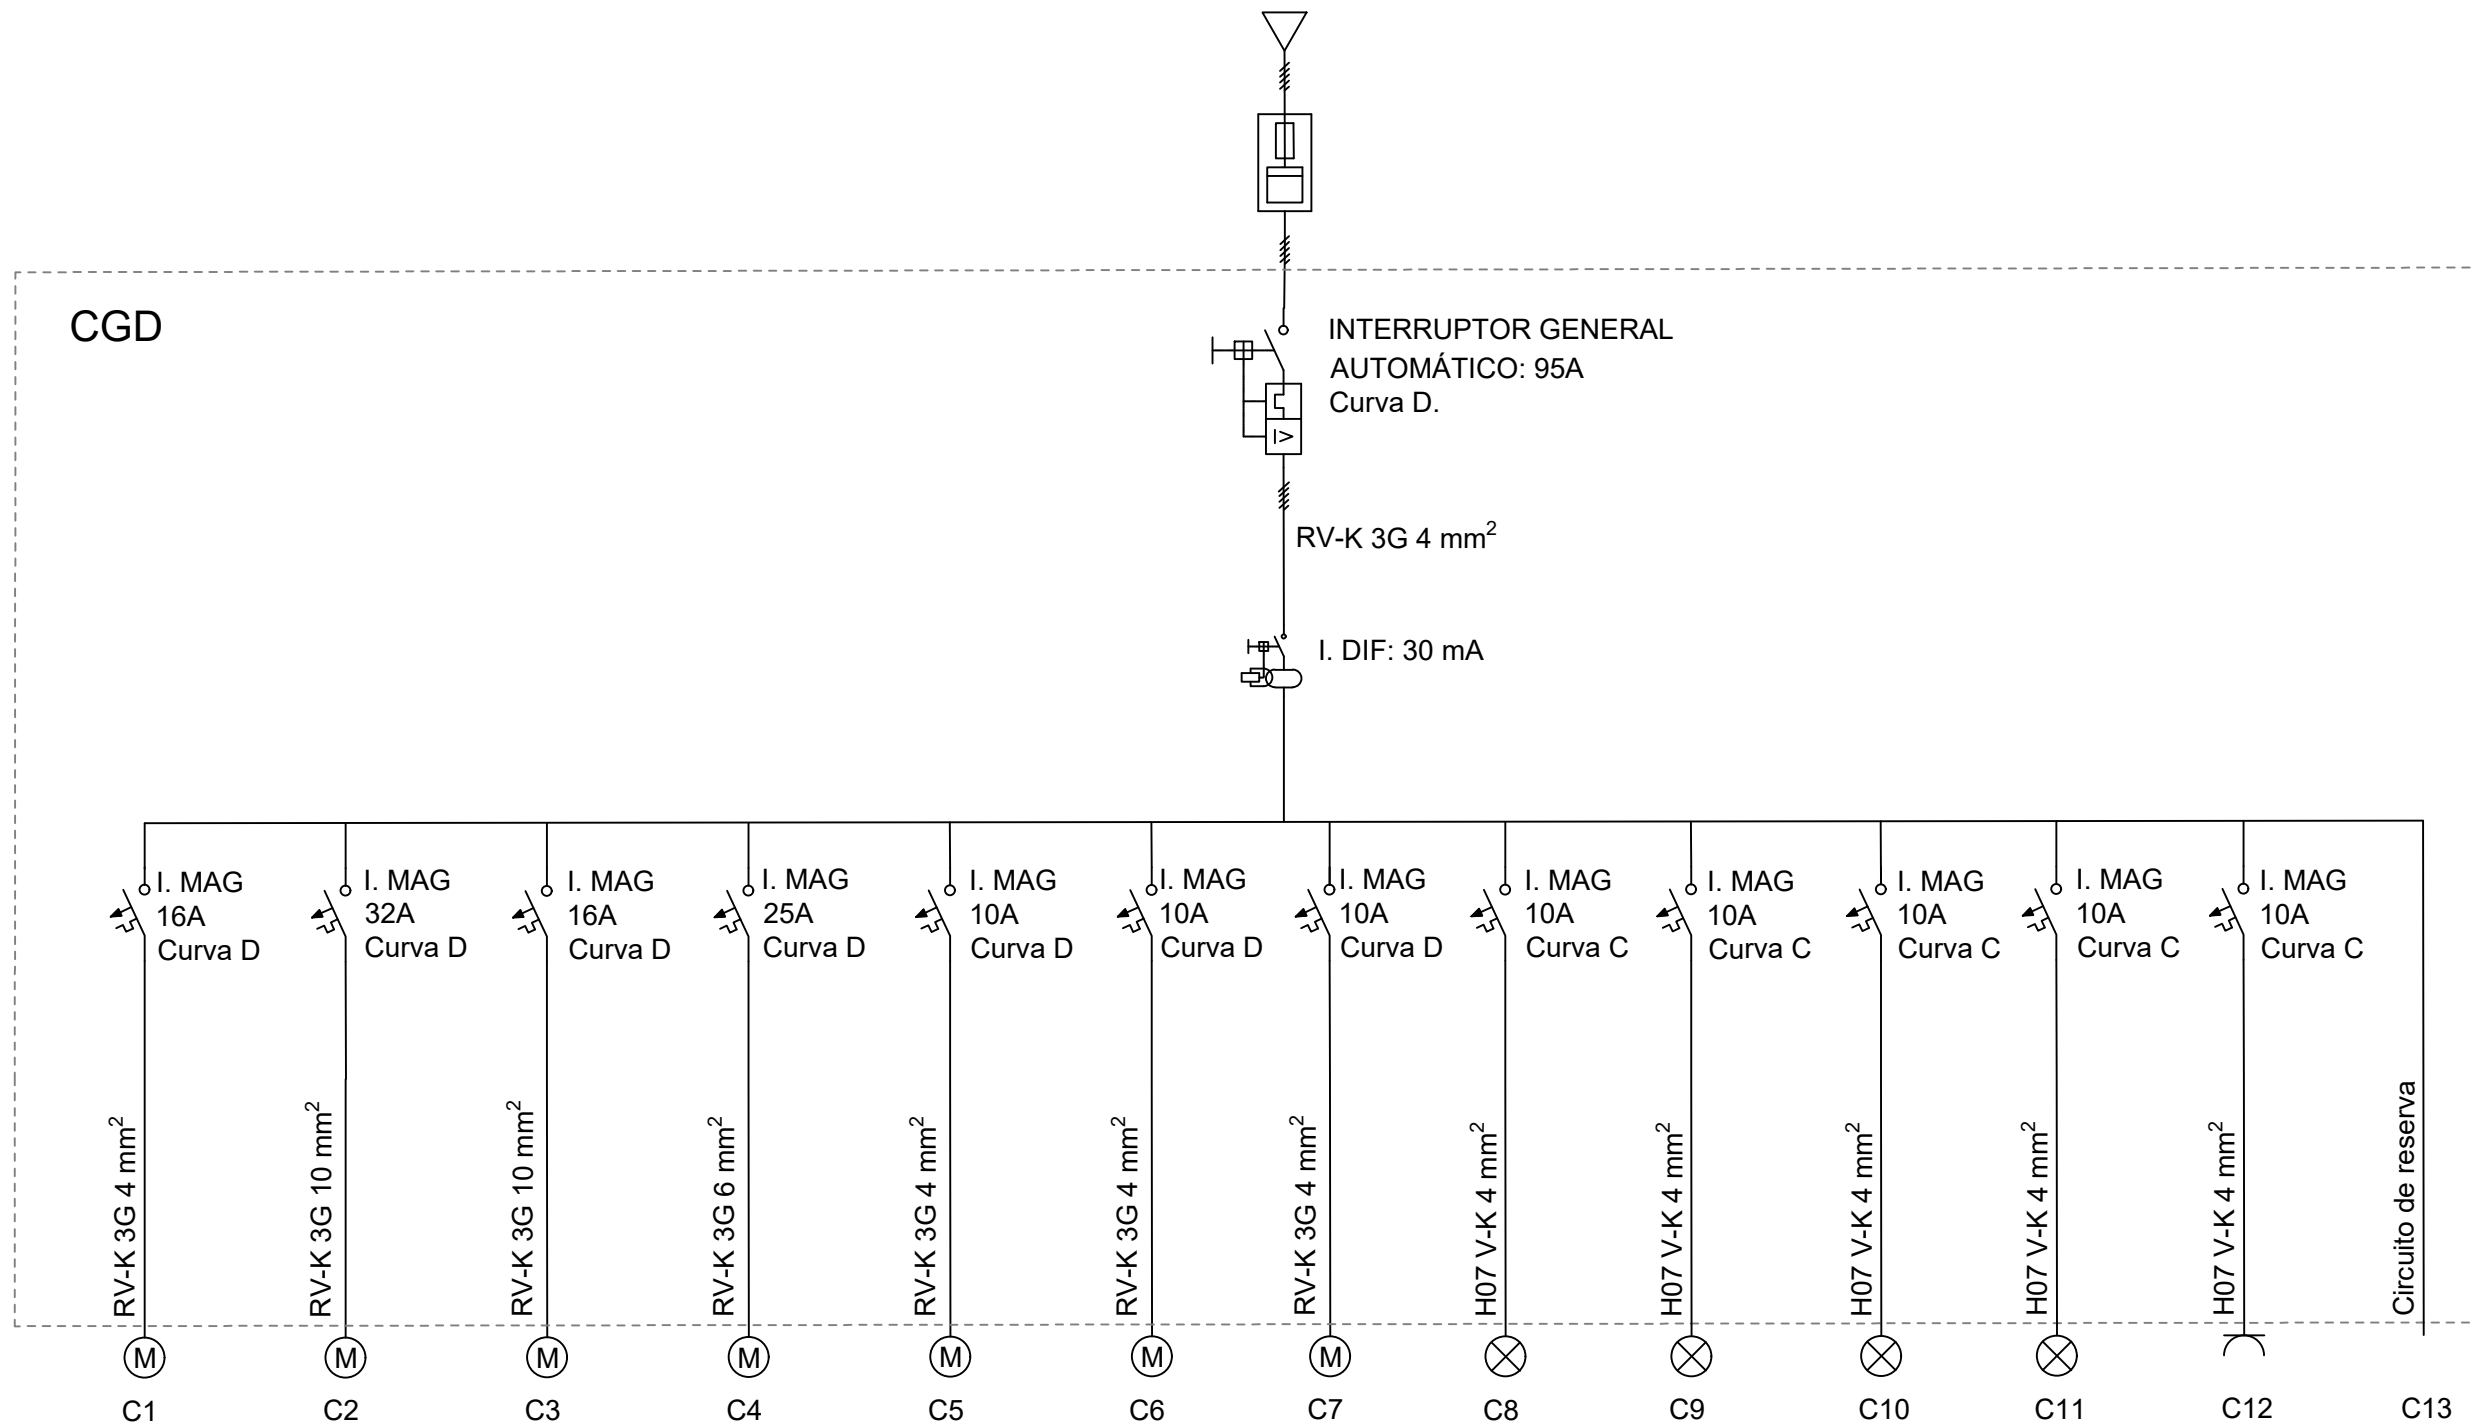 CGD
INTERRUPTOR GENERAL
AUTOMÁTICO: 95A
Curva D.
RV-K 3G 4 mm²
I. DIF: 30 mA
I. MAG
16A
Curva D
I. MAG
32A
Curva D
I. MAG
16A
Curva D
I. MAG
25A
Curva D
I. MAG
10A
Curva D
I. MAG
10A
Curva D
I. MAG
10A
Curva D
I. MAG
10A
Curva C
I. MAG
10A
Curva C
I. MAG
10A
Curva C
I. MAG
10A
Curva C
I. MAG
10A
Curva C
RV-K 3G 4 mm²
RV-K 3G 10 mm²
RV-K 3G 10 mm²
RV-K 3G 6 mm²
RV-K 3G 4 mm²
RV-K 3G 4 mm²
RV-K 3G 4 mm²
H07 V-K 4 mm²
H07 V-K 4 mm²
H07 V-K 4 mm²
H07 V-K 4 mm²
H07 V-K 4 mm²
Circuito de reserva
M
M
M
M
M
M
M
C1
C2
C3
C4
C5
C6
C7
C8
C9
C10
C11
C12
C13